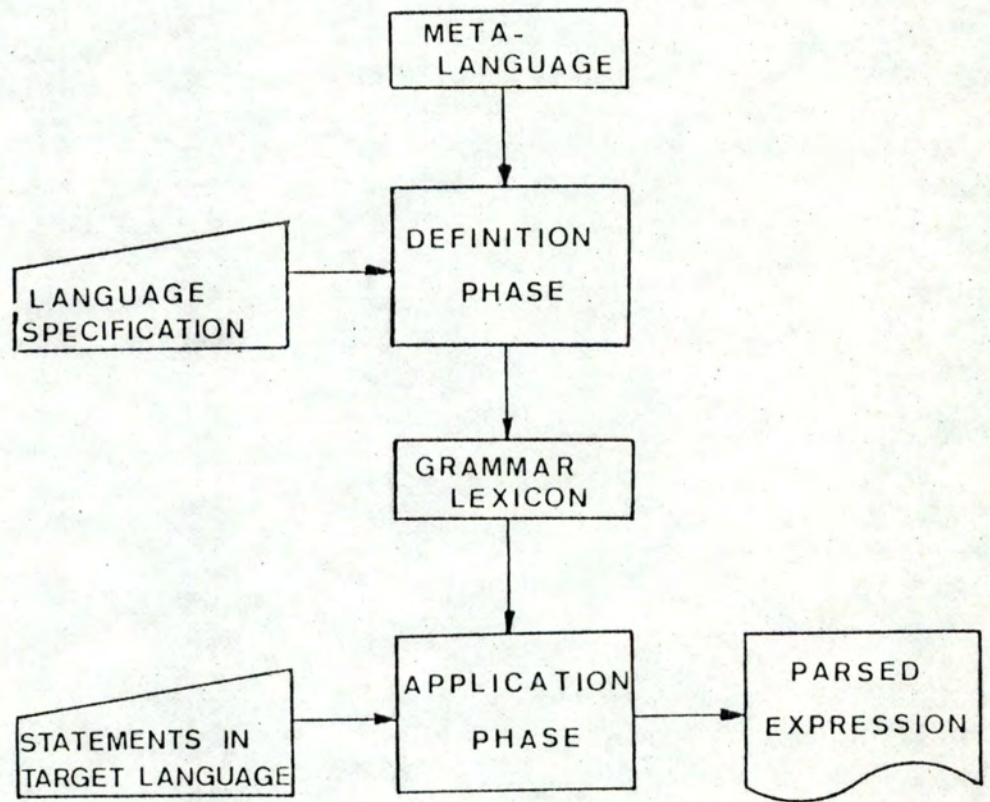 META-
LANGUAGE
DEFINITION
PHASE
LANGUAGE
SPECIFICATION
GRAMMAR
LEXICON
APPLICATION
PHASE
STATEMENTS IN
TARGET LANGUAGE
PARSED
EXPRESSION